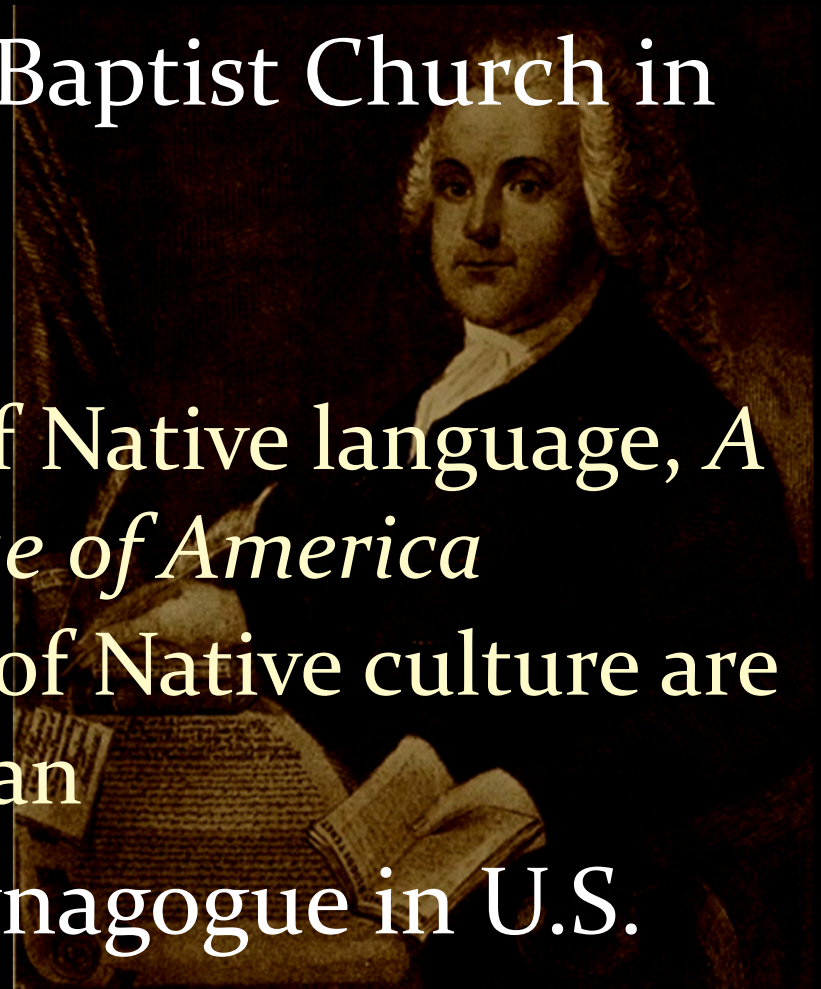 Baptist Church in
f Native language, A
e of America
of Native culture are
an
nagogue in U.S.